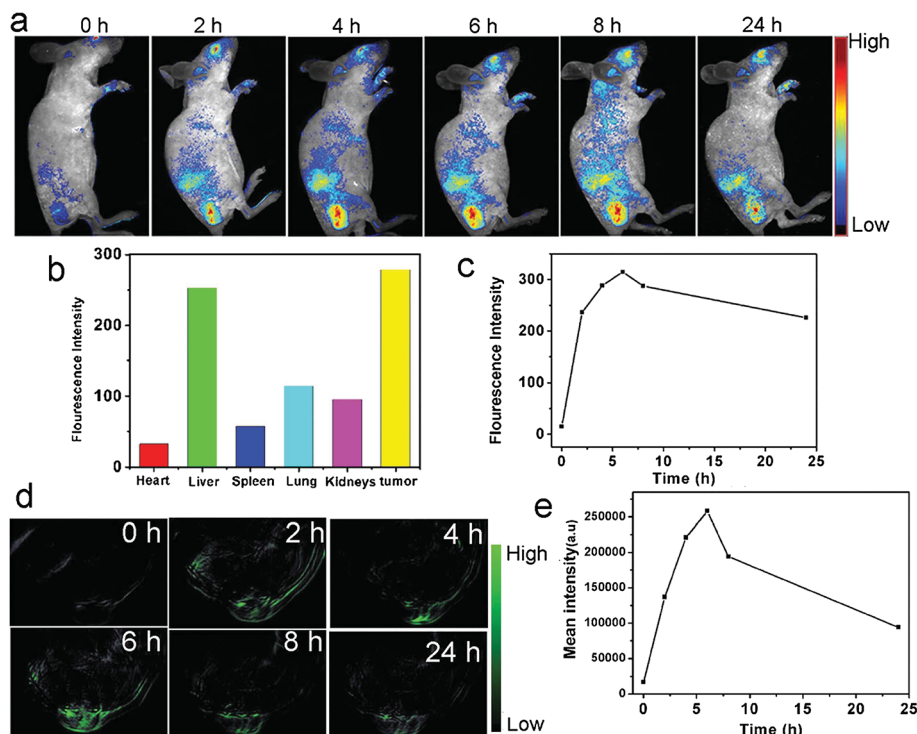 a
0 h 2 h 4 h 6 h 8 h 24 h
High
Low
b
Flourescence Intensity
300
200
100
0
Heart Liver Spleen Lung Kidneys tumor
c
Flourescence Intensity
300
200
100
0
0 5 10 15 20 25
Time (h)
d
0 h 2 h 4 h
6 h 8 h 24 h
High
Low
e
Mean intensity(a.u)
250000
200000
150000
100000
50000
0
0 5 10 15 20 25
Time (h)